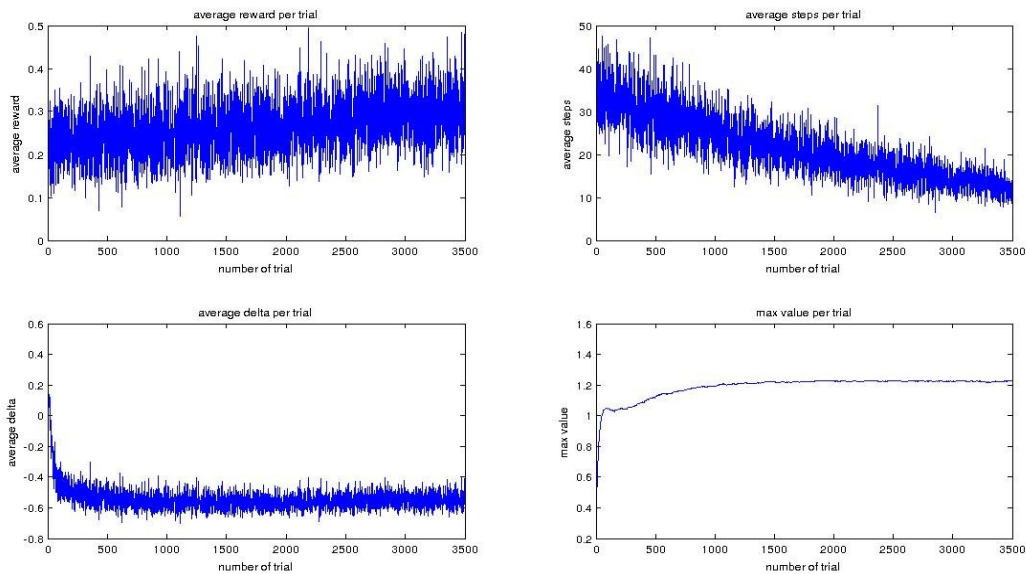 average reward per trial
0.5
0.4
0.3
0.2
0.1
0
average reward
0 500 1000 1500 2000 2500 3000 3500
number of trial
average steps per trial
50
40
30
20
10
0
average steps
0 500 1000 1500 2000 2500 3000 3500
number of trial
average delta per trial
0.6
0.4
0.2
0
-0.2
-0.4
-0.6
-0.8
average delta
0 500 1000 1500 2000 2500 3000 3500
number of trial
max value per trial
1.6
1.4
1.2
1
0.8
0.6
0.4
0.2
max value
0 500 1000 1500 2000 2500 3000 3500
number of trial